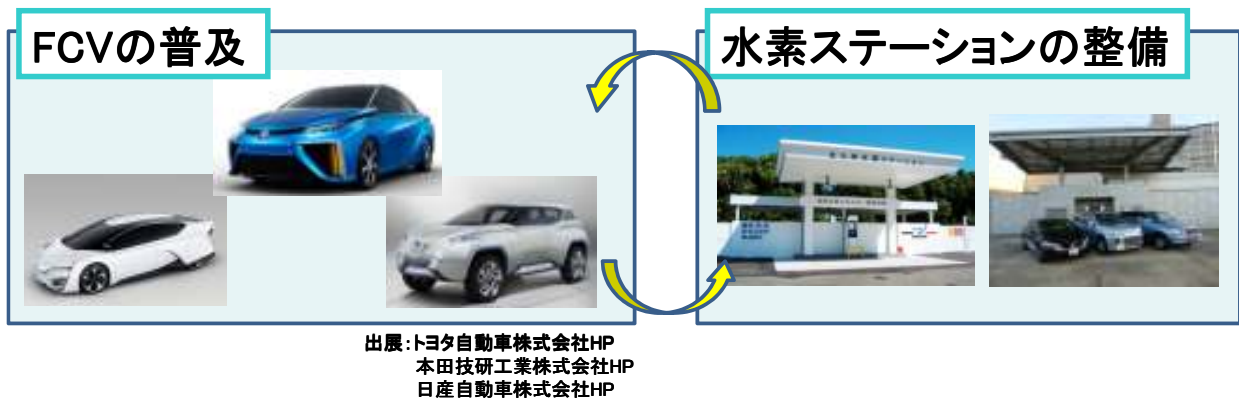 FCVの普及
水素ステーションの整備
出展:トヨタ自動車株式会社HP
本田技研工業株式会社HP
日産自動車株式会社HP